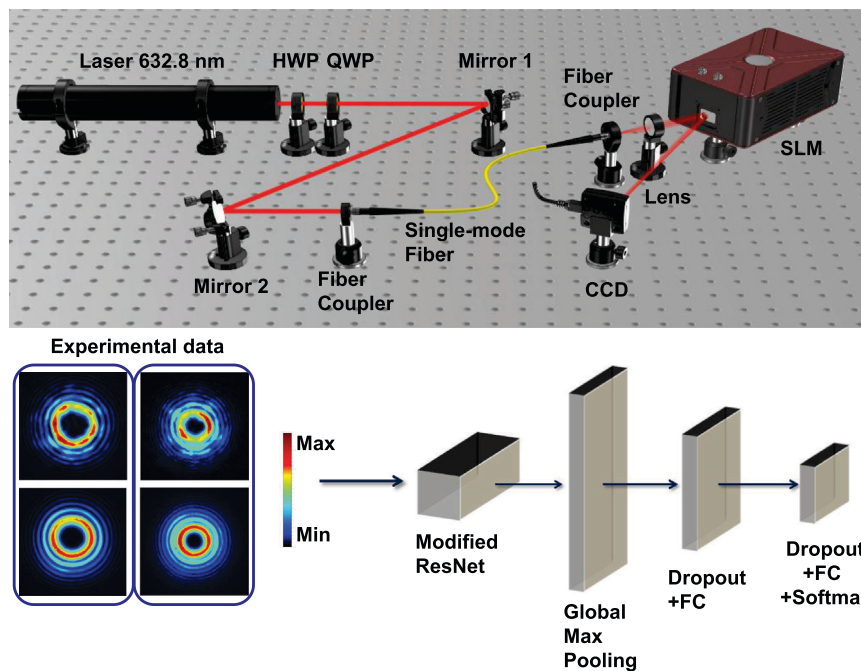 Laser 632.8 nm
HWP QWP
Mirror 1
Fiber
Coupler
SLM
Lens
Single-mode
Fiber
Mirror 2
Fiber
Coupler
CCD
Experimental data
Max
Min
Modified
ResNet
Global
Max
Pooling
Dropout
+FC
Dropout
+FC
+Softma